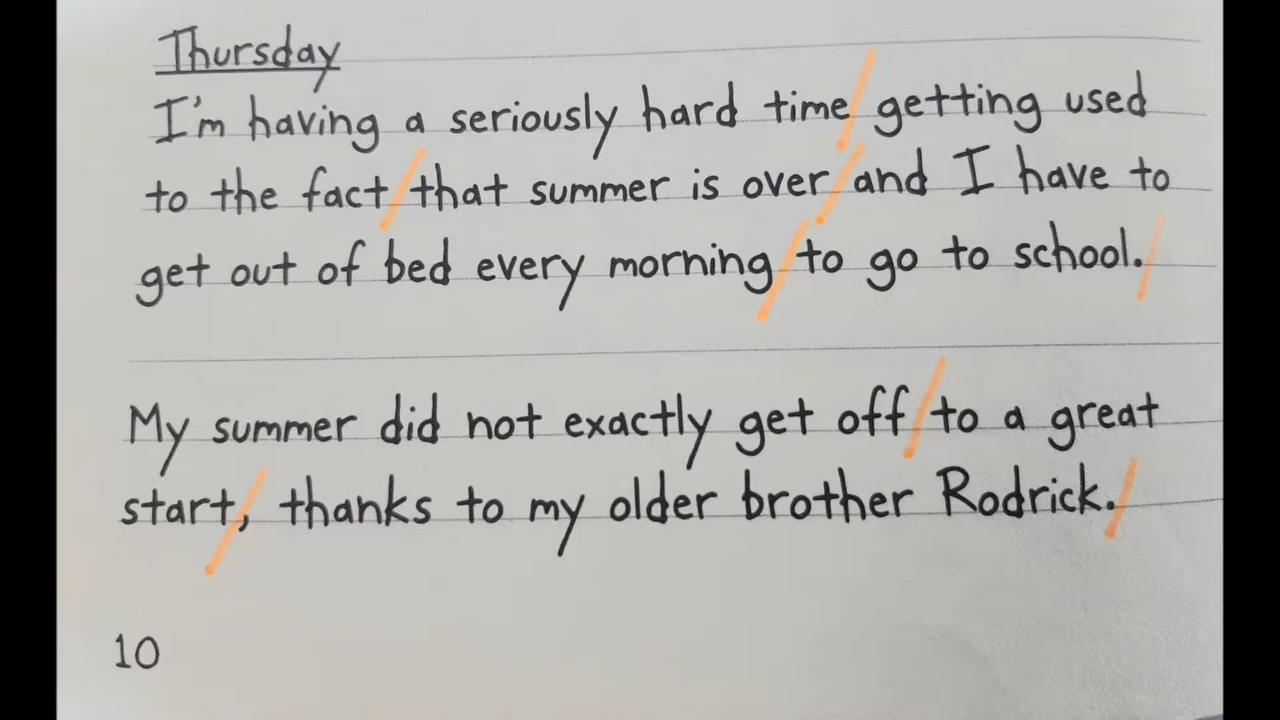 Thursday
I'm having a seriously hard time getting used
to the fact that summer is over and I have to
get out of bed every morning to go to school.
My summer did not exactly get off to a great
start, thanks to my older brother Rodrick.
10